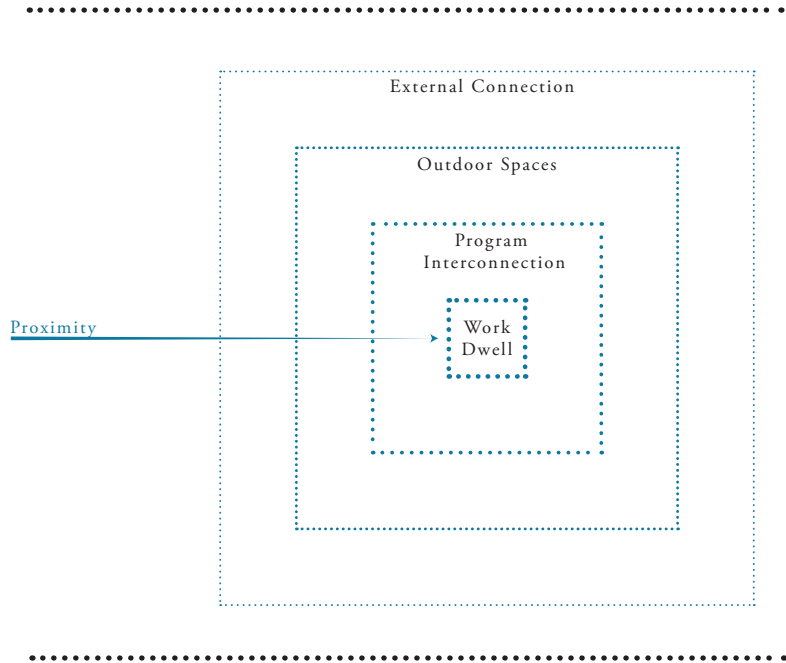 External Connection
Outdoor Spaces
Program
Interconnection
Proximity
Work
Dwell